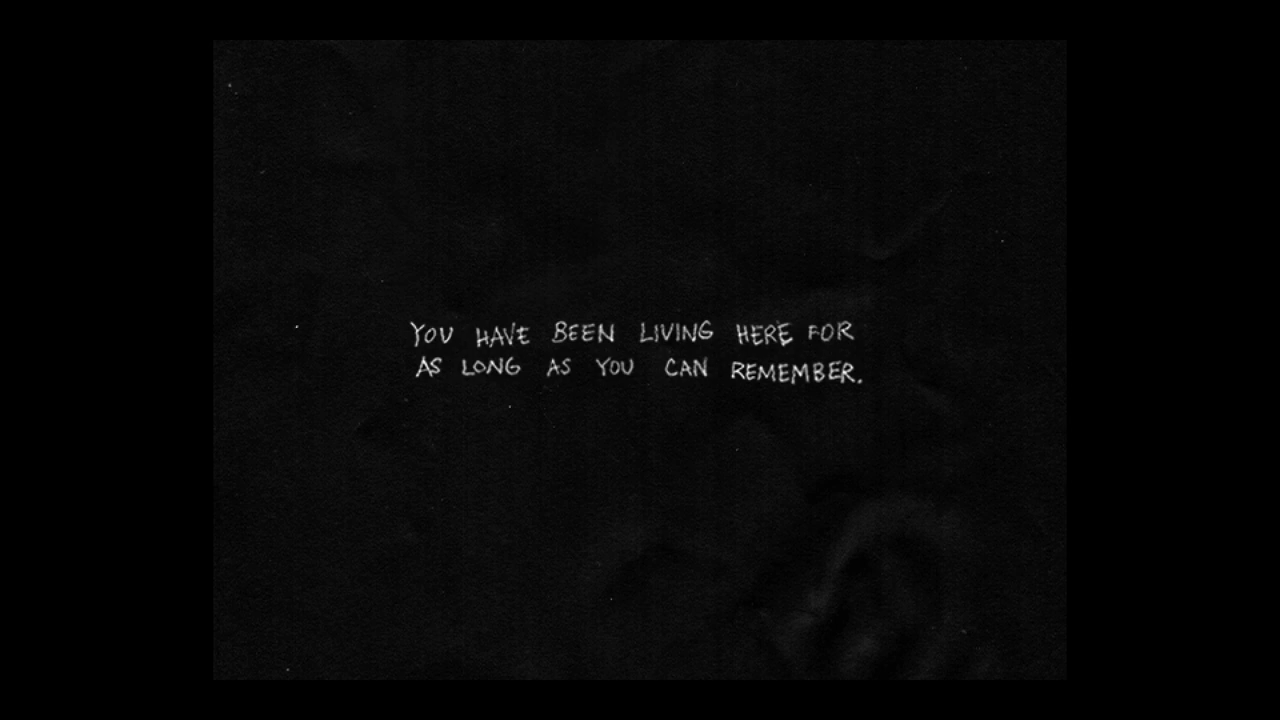 YOU HAVE BEEN LIVING HERE FOR
AS LONG AS YOU CAN REMEMBER.